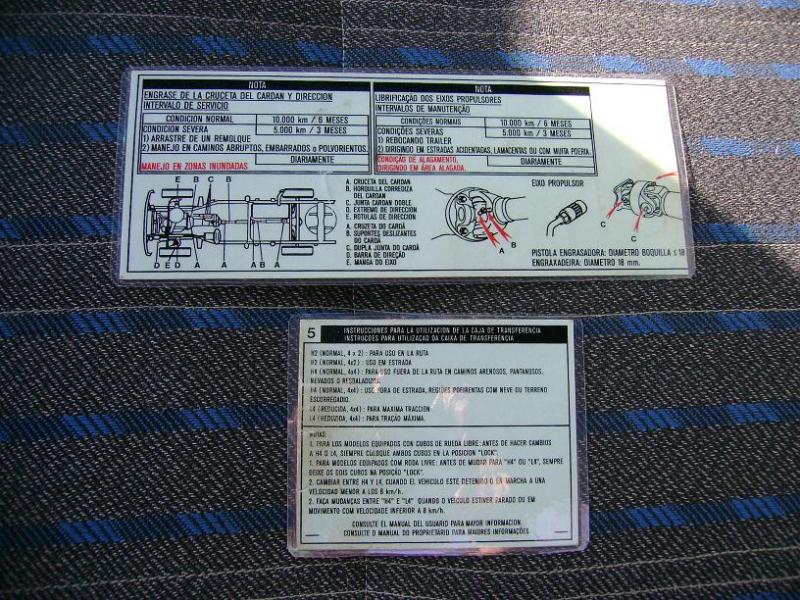 NOTA
ENGRASE DE LA CRUCETA DEL CARDAN Y DIRECCION
INTERVALO DE SERVICIO
CONDICION NORMAL 10.000 km / 6 MESES
CONDICION SEVERA 5.000 km / 3 MESES
1) ARRASTRE DE UN REMOLQUE
2) MANEJO EN CAMINOS ABRUPTOS, EMBARRADOS o POLVORIENTOS.
DIARIAMENTE
MANEJO EN ZONAS INUNDADAS
NOTA
LIBRIFICAÇÃO DOS EIXOS PROPULSORES
INTERVALOS DE MANUTENÇÃO
CONDIÇÕES NORMAIS 10.000 km / 6 MESES
CONDIÇÕES SEVERAS 5.000 km / 3 MESES
1) REBOCANDO TRAILER
2) DIRIGINDO EM ESTRADAS ACIDENTADAS, LAMACENTAS OU COM MUITA POEIRA.
CONDIÇÃO DE ALAGAMENTO, DIARIAMENTE
DIRIGINDO EM ÁREA ALAGADA.
E B C B
D E D A A A B A
A. CRUCETA DEL CARDAN
B. HORQUILLA CORREDIZA
DEL CARDAN
C. JUNTA CARDAN DOBLE
D. EXTREMO DE DIRECCION
E. ROTULAS DE DIRECCION
A. CRUZETA DO CARDÃ
B. SUPORTES DESLIZANTES
DO CARDÃ
C. DUPLA JUNTA DO CARDÃ
D. BARRA DE DIREÇÃO
E. MANGA DO EIXO
A B
EIXO PROPULSOR
C
C
PISTOLA ENGRASADORA: DIAMETRO BOQUILLA ≤ 18
ENGRAXADEIRA: DIAMETRO 18 mm.
5 INSTRUCCIONES PARA LA UTILIZACION DE LA CAJA DE TRANSFERENCIA
INSTRUÇÕES PARA UTILIZAÇÃO DA CAIXA DE TRANSFERÊNCIA
H2 (NORMAL, 4 x 2) : PARA USO EN LA RUTA
H2 (NORMAL, 4x2) : USO EM ESTRADA
H4 (NORMAL, 4x4) : PARA USO FUERA DE LA RUTA EN CAMINOS ARENOSOS, PANTANOSOS,
NEVADOS O RESBALADIZOS.
H4 (NORMAL, 4x4) : USO FORA DE ESTRADA, REGIÕES POEIRENTAS COM NEVE OU TERRENO
ESCORREGADIO.
L4 (REDUCIDA, 4x4) : PARA MAXIMA TRACCION
L4 (REDUZIDA, 4x4) : PARA TRAÇÃO MÁXIMA.
NOTAS:
1. PARA LOS MODELOS EQUIPADOS CON CUBOS DE RUEDA LIBRE: ANTES DE HACER CAMBIOS
A H4 O L4, SIEMPRE COLOQUE AMBOS CUBOS EN LA POSICION "LOCK".
1. PARA MODELOS EQUIPADOS COM RODA LIVRE: ANTES DE MUDAR PARA "H4" OU "L4", SEMPRE
DEIXE OS DOIS CUBOS NA POSIÇÃO "LOCK".
2. CAMBIAR ENTRE H4 Y L4, CUANDO EL VEHICULO ESTE DETENIDO O EN MARCHA A UNA
VELOCIDAD MENOR A LOS 8 km/h.
2. FAÇA MUDANÇAS ENTRE "H4" E "L4" QUANDO O VEÍCULO ESTIVER PARADO OU EM
MOVIMENTO COM VELOCIDADE INFERIOR A 8 km/h.
CONSULTE EL MANUAL DEL USUARIO PARA MAYOR INFORMACION
CONSULTE O MANUAL DO PROPRIETÁRIO PARA MAIORES INFORMAÇÕES